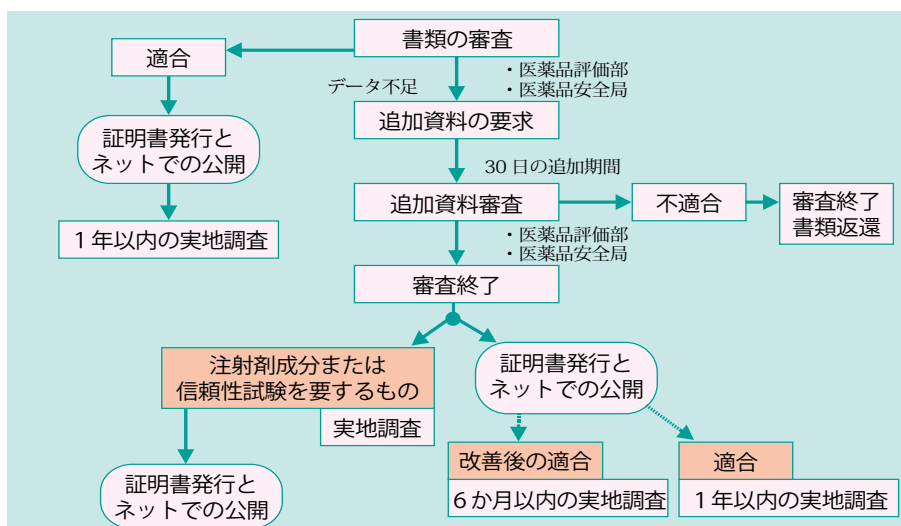 書類の審査
適合
・医薬品評価部
・医薬品安全局
データ不足
追加資料の要求
証明書発行と
ネットでの公開
30日の追加期間
追加資料審査
不適合
審査終了
書類返還
1年以内の実地調査
・医薬品評価部
・医薬品安全局
審査終了
注射剤成分または
信頼性試験を要するもの
実地調査
証明書発行と
ネットでの公開
証明書発行と
ネットでの公開
改善後の適合
6か月以内の実地調査
適合
1年以内の実地調査